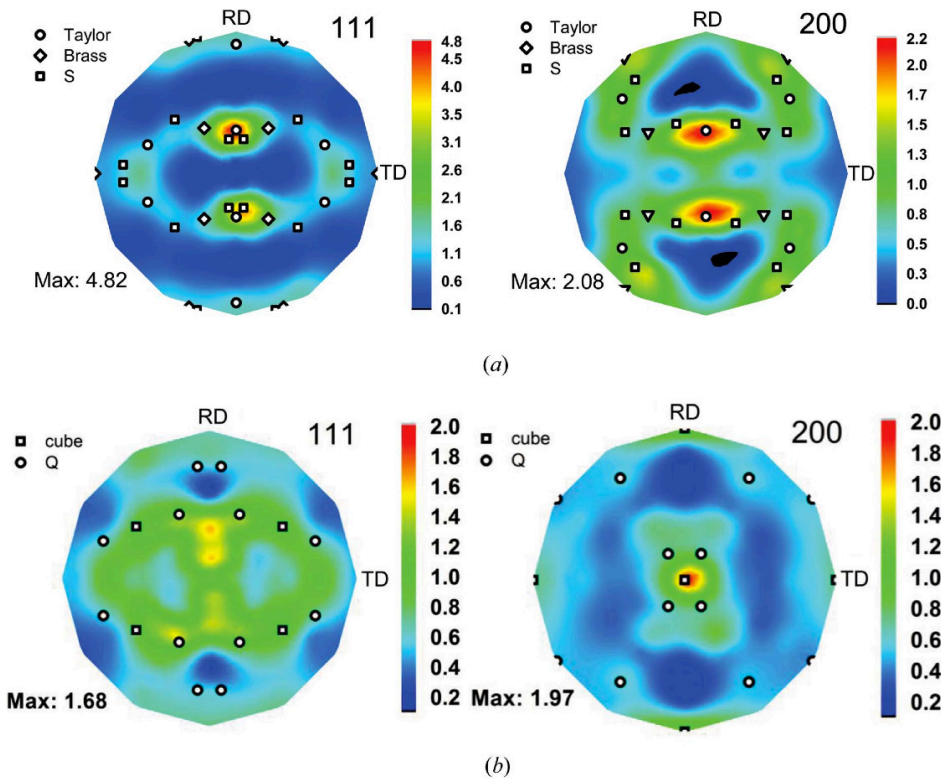 RD
111
Taylor
Brass
S
TD
Max: 4.82
4.8
4.5
4.1
3.6
3.1
2.6
2.1
1.6
1.1
0.6
0.1
RD
200
Taylor
Brass
S
TD
Max: 2.08
2.2
2.0
1.7
1.5
1.3
1.0
0.8
0.5
0.3
0.0
(a)
RD
111
cube
Q
TD
Max: 1.68
2.0
1.8
1.6
1.4
1.2
1.0
0.8
0.6
0.4
0.2
RD
200
cube
Q
TD
Max: 1.97
2.0
1.8
1.6
1.4
1.2
1.0
0.8
0.6
0.4
0.2
(b)